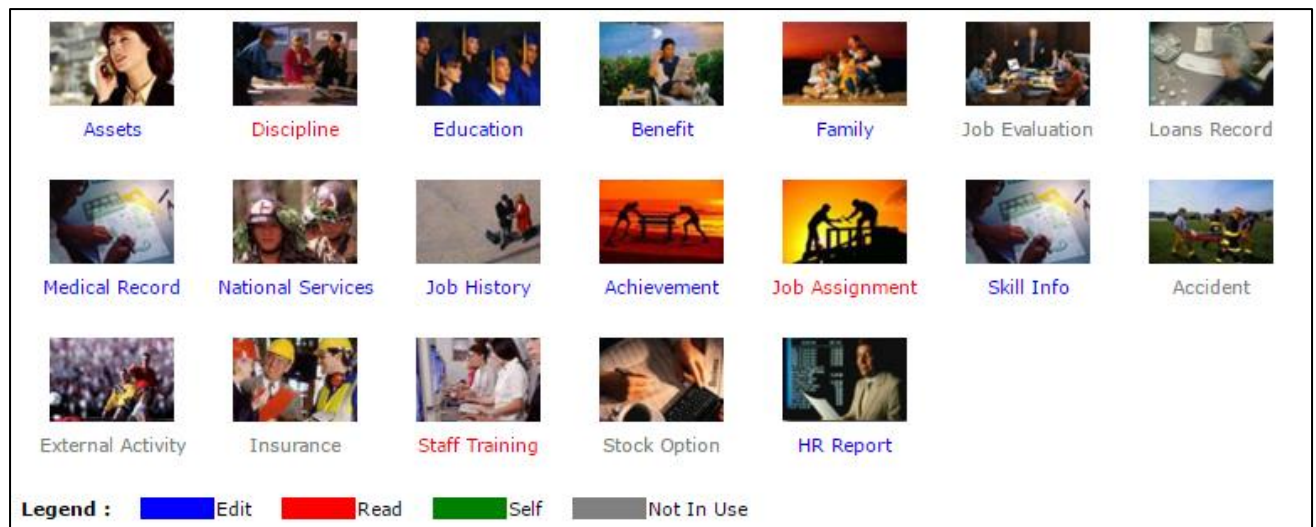 Assets Discipline Education Benefit Family Job Evaluation Loans Record
Medical Record National Services Job History Achievement Job Assignment Skill Info Accident
External Activity Insurance Staff Training Stock Option HR Report
Legend : Edit Read Self Not In Use